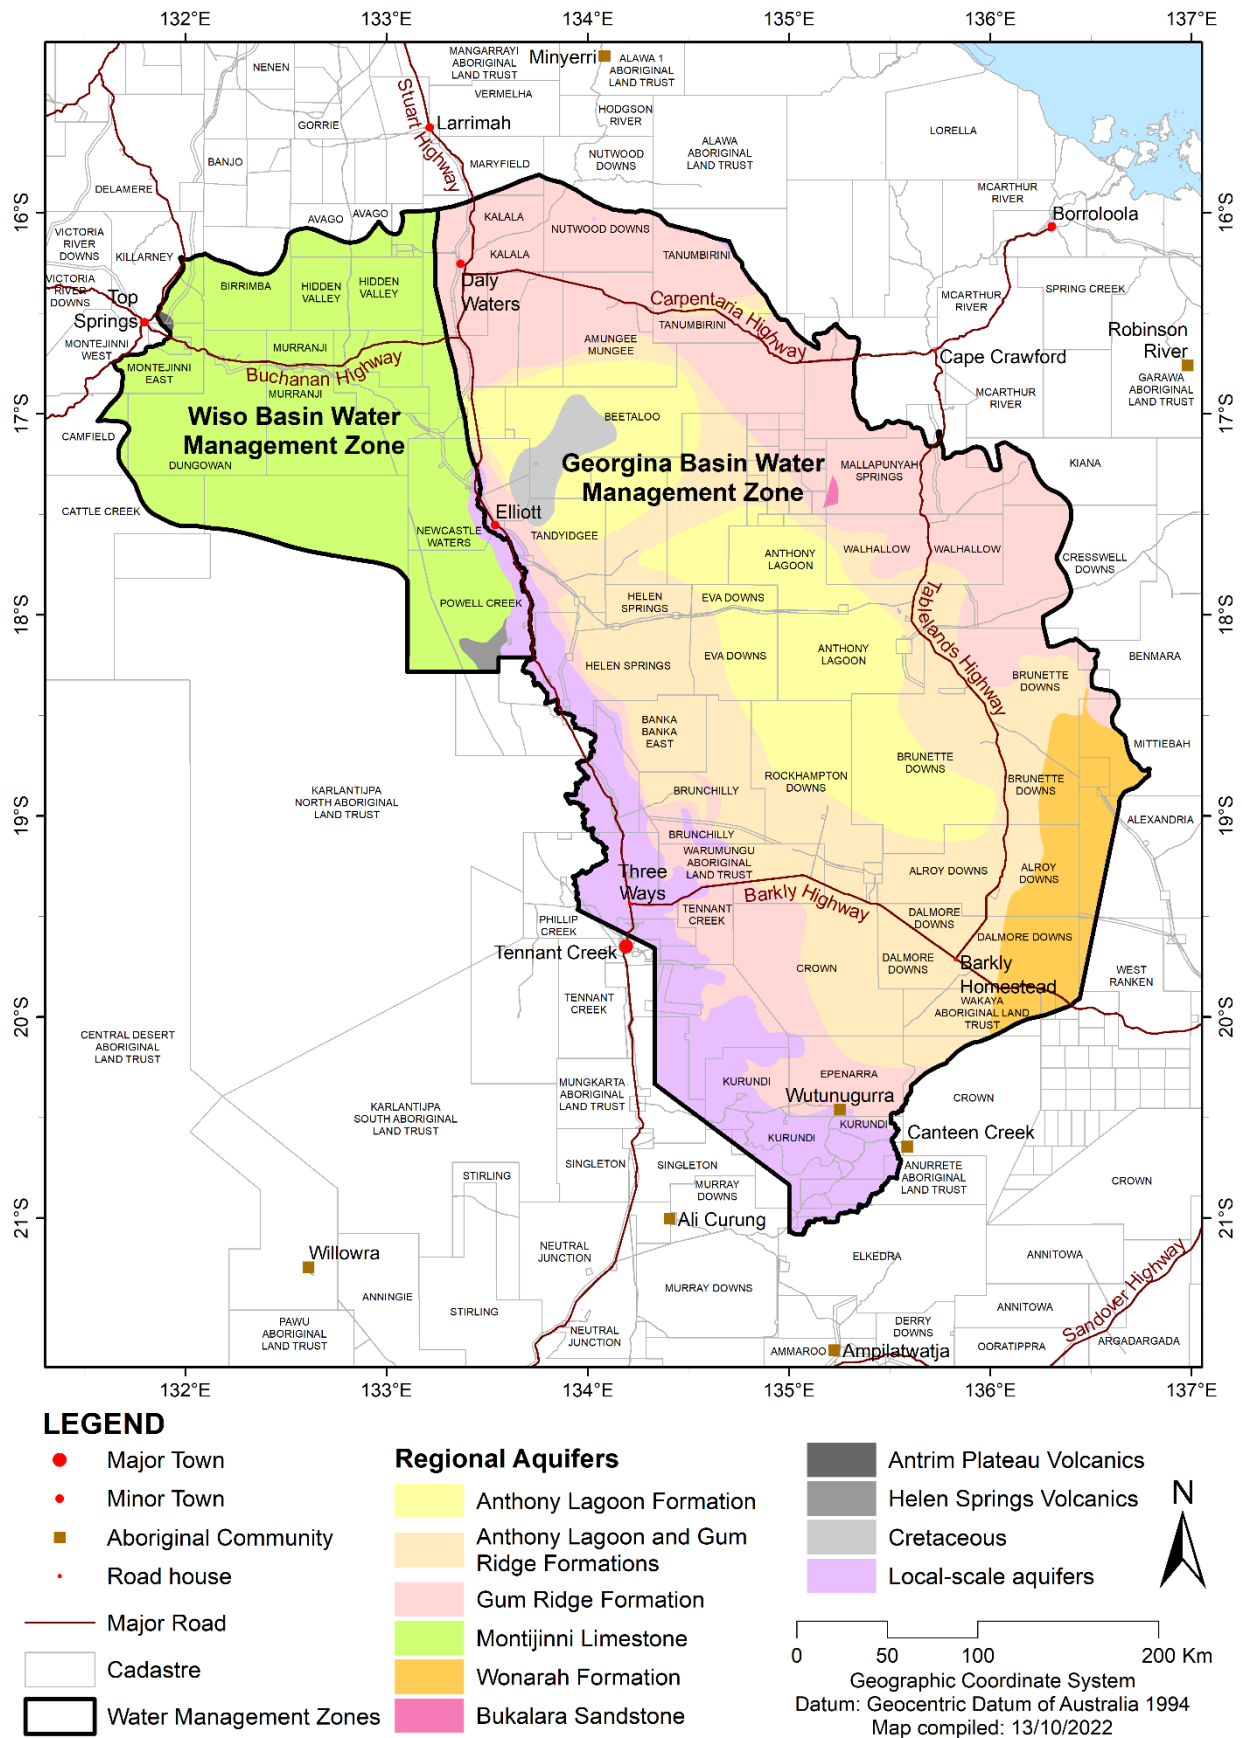 132°E
133°E
134°E
135°E
136°E
137°E
MANGARRAYI
ABORIGINAL
LAND TRUST
Minyerri
ALAWA 1
ABORIGINAL
LAND TRUST
NENEN
VERMELHA
Stuart Highway
GORRIE
Larrimah
HODGSON
RIVER
LORELLA
BANJO
MARYFIELD
NUTWOOD
DOWNS
ALAWA
ABORIGINAL
LAND TRUST
DELAMERE
MCARTHUR
RIVER
16°S
AVAGO
AVAGO
KALALA
Borroloola
16°S
VICTORIA
RIVER
DOWNS
KILLARNEY
NUTWOOD DOWNS
KALALA
TANUMBIRINI
VICTORIA
RIVER
DOWNS
BIRRIMBA
HIDDEN
VALLEY
HIDDEN
VALLEY
Daly
Waters
MCARTHUR
RIVER
SPRING CREEK
Top
Springs
Carpentaria Highway
TANUMBIRINI
Robinson
River
MONTEJINNI
WEST
MURRANJI
AMUNGEE
MUNGEE
Cape Crawford
MONTEJINNI
EAST
Buchanan Highway
MURRANJI
MCARTHUR
RIVER
GARAWA
ABORIGINAL
LAND TRUST
17°S
Wiso Basin Water
Management Zone
BEETALOO
17°S
CAMFIELD
DUNGOWAN
Georgina Basin Water
Management Zone
MALLAPUNYAH
SPRINGS
KIANA
CATTLE CREEK
Elliott
NEWCASTLE
WATERS
TANDYIDGEE
ANTHONY
LAGOON
WALHALLOW
WALHALLOW
CRESSWELL
DOWNS
18°S
POWELL CREEK
HELEN
SPRINGS
EVA DOWNS
Tablelands Highway
18°S
HELEN SPRINGS
EVA DOWNS
ANTHONY
LAGOON
BENMARA
BRUNETTE
DOWNS
BANKA
BANKA
EAST
MITTIEBAH
BRUNETTE
DOWNS
BRUNETTE
DOWNS
ROCKHAMPTON
DOWNS
KARLANTIJPA
NORTH ABORIGINAL
LAND TRUST
BRUNCHILLY
19°S
ALEXANDRIA
19°S
BRUNCHILLY
WARUMUNGU
ABORIGINAL
LAND TRUST
Three
Ways
ALROY DOWNS
ALROY
DOWNS
Barkly Highway
PHILLIP
CREEK
TENNANT
CREEK
DALMORE
DOWNS
DALMORE DOWNS
Tennant Creek
CROWN
DALMORE
DOWNS
Barkly
Homestead
WEST
RANKEN
TENNANT
CREEK
WAKAYA
ABORIGINAL LAND
TRUST
20°S
20°S
CENTRAL DESERT
ABORIGINAL
LAND TRUST
MUNGKARTA
ABORIGINAL
LAND TRUST
KURUNDI
EPENARRA
Wutunugurra
CROWN
KARLANTIJPA
SOUTH ABORIGINAL
LAND TRUST
KURUNDI
KURUNDI
Canteen Creek
SINGLETON
SINGLETON
ANURRETE
ABORIGINAL
LAND TRUST
STIRLING
MURRAY
DOWNS
CROWN
21°S
Ali Curung
21°S
Willowra
NEUTRAL
JUNCTION
ELKEDRA
ANNITOWA
ANNINGIE
MURRAY DOWNS
Sandover Highway
STIRLING
ANNITOWA
PAWU
ABORIGINAL
LAND TRUST
NEUTRAL
JUNCTION
DERRY
DOWNS
AMMAROO
Ampilatwatja
OORATIPPRA
ARGADARGADA
132°E
133°E
134°E
135°E
136°E
137°E
LEGEND
Major Town
Minor Town
Aboriginal Community
Road house
Major Road
Cadastre
Water Management Zones
Regional Aquifers
Anthony Lagoon Formation
Anthony Lagoon and Gum
Ridge Formations
Gum Ridge Formation
Montijinni Limestone
Wonarah Formation
Bukalara Sandstone
Antrim Plateau Volcanics
Helen Springs Volcanics
Cretaceous
Local-scale aquifers
N
0 50 100 200 Km
Geographic Coordinate System
Datum: Geocentric Datum of Australia 1994
Map compiled: 13/10/2022